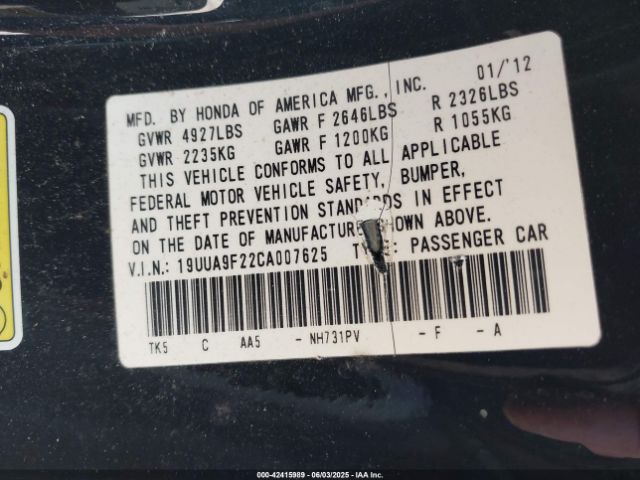 MFD. BY HONDA OF AMERICA MFG., INC. 01/'12
GVWR 4927LBS GAWR F 2646LBS R 2326LBS
GVWR 2235KG GAWR F 1200KG R 1055KG
THIS VEHICLE CONFORMS TO ALL APPLICABLE
FEDERAL MOTOR VEHICLE SAFETY, BUMPER,
AND THEFT PREVENTION STANDARDS IN EFFECT
ON THE DATE OF MANUFACTURE SHOWN ABOVE.
V.I.N.: 19UUA9F22CA007625 TYPE: PASSENGER CAR
TK5 C AA5 - NH731PV - F - A
000-42415989 - 06/03/2025 - IAA Inc.